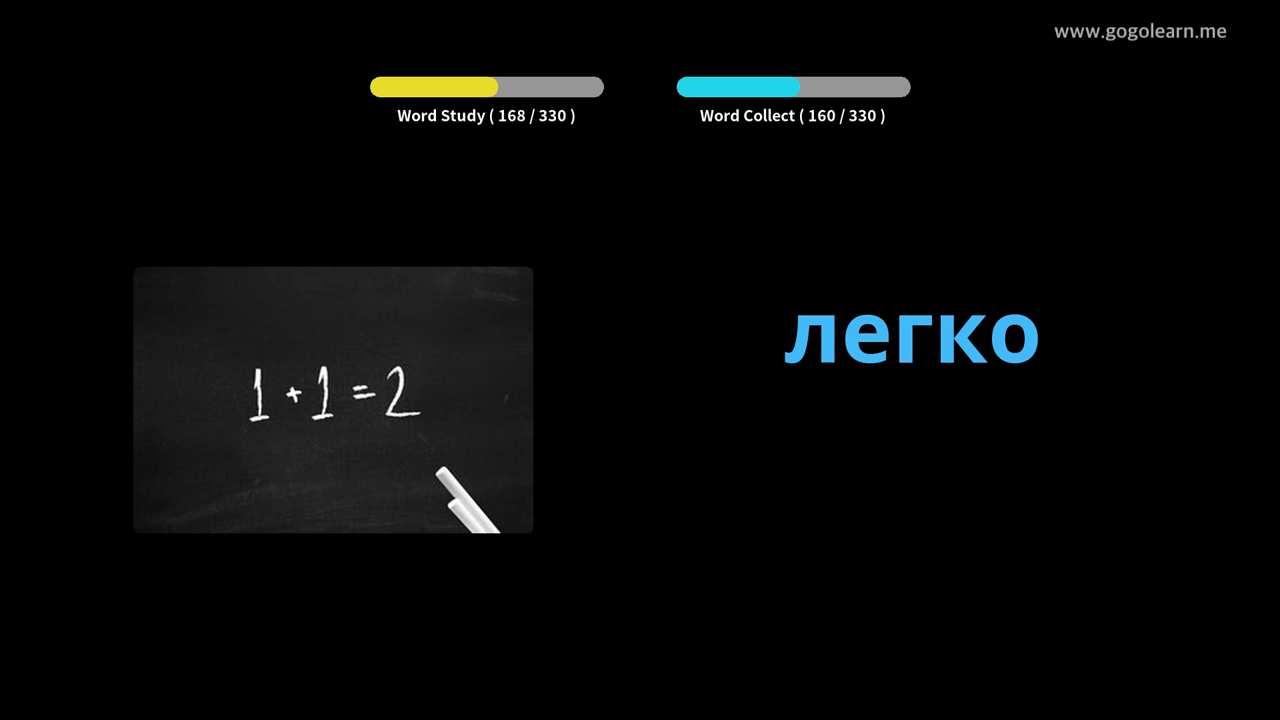 www.gogolearn.me
Word Study ( 168 / 330 )
Word Collect ( 160 / 330 )
легко
1 + 1 = 2